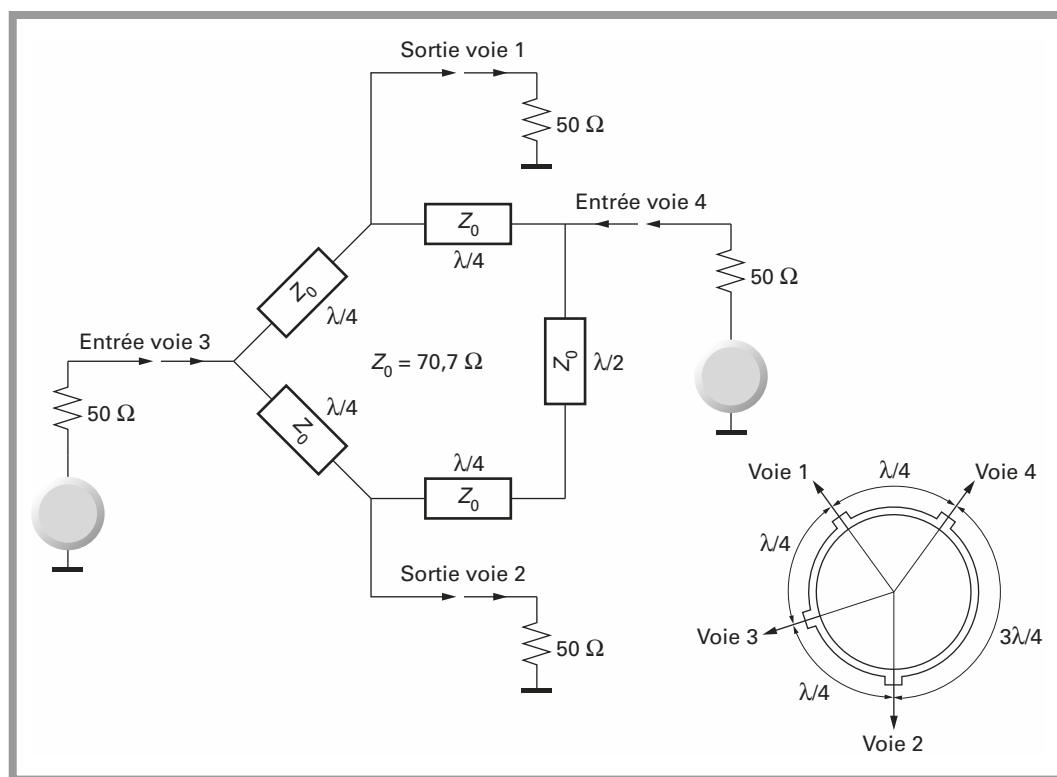 Sortie voie 1
50 Ω
Z0
λ/4
Entrée voie 4
50 Ω
Z0
λ/4
Entrée voie 3
50 Ω
Z0 = 70,7 Ω
Z0
λ/2
Z0
λ/4
λ/4
Z0
Sortie voie 2
50 Ω
Voie 1
λ/4
Voie 4
λ/4
Voie 3
3λ/4
λ/4
Voie 2